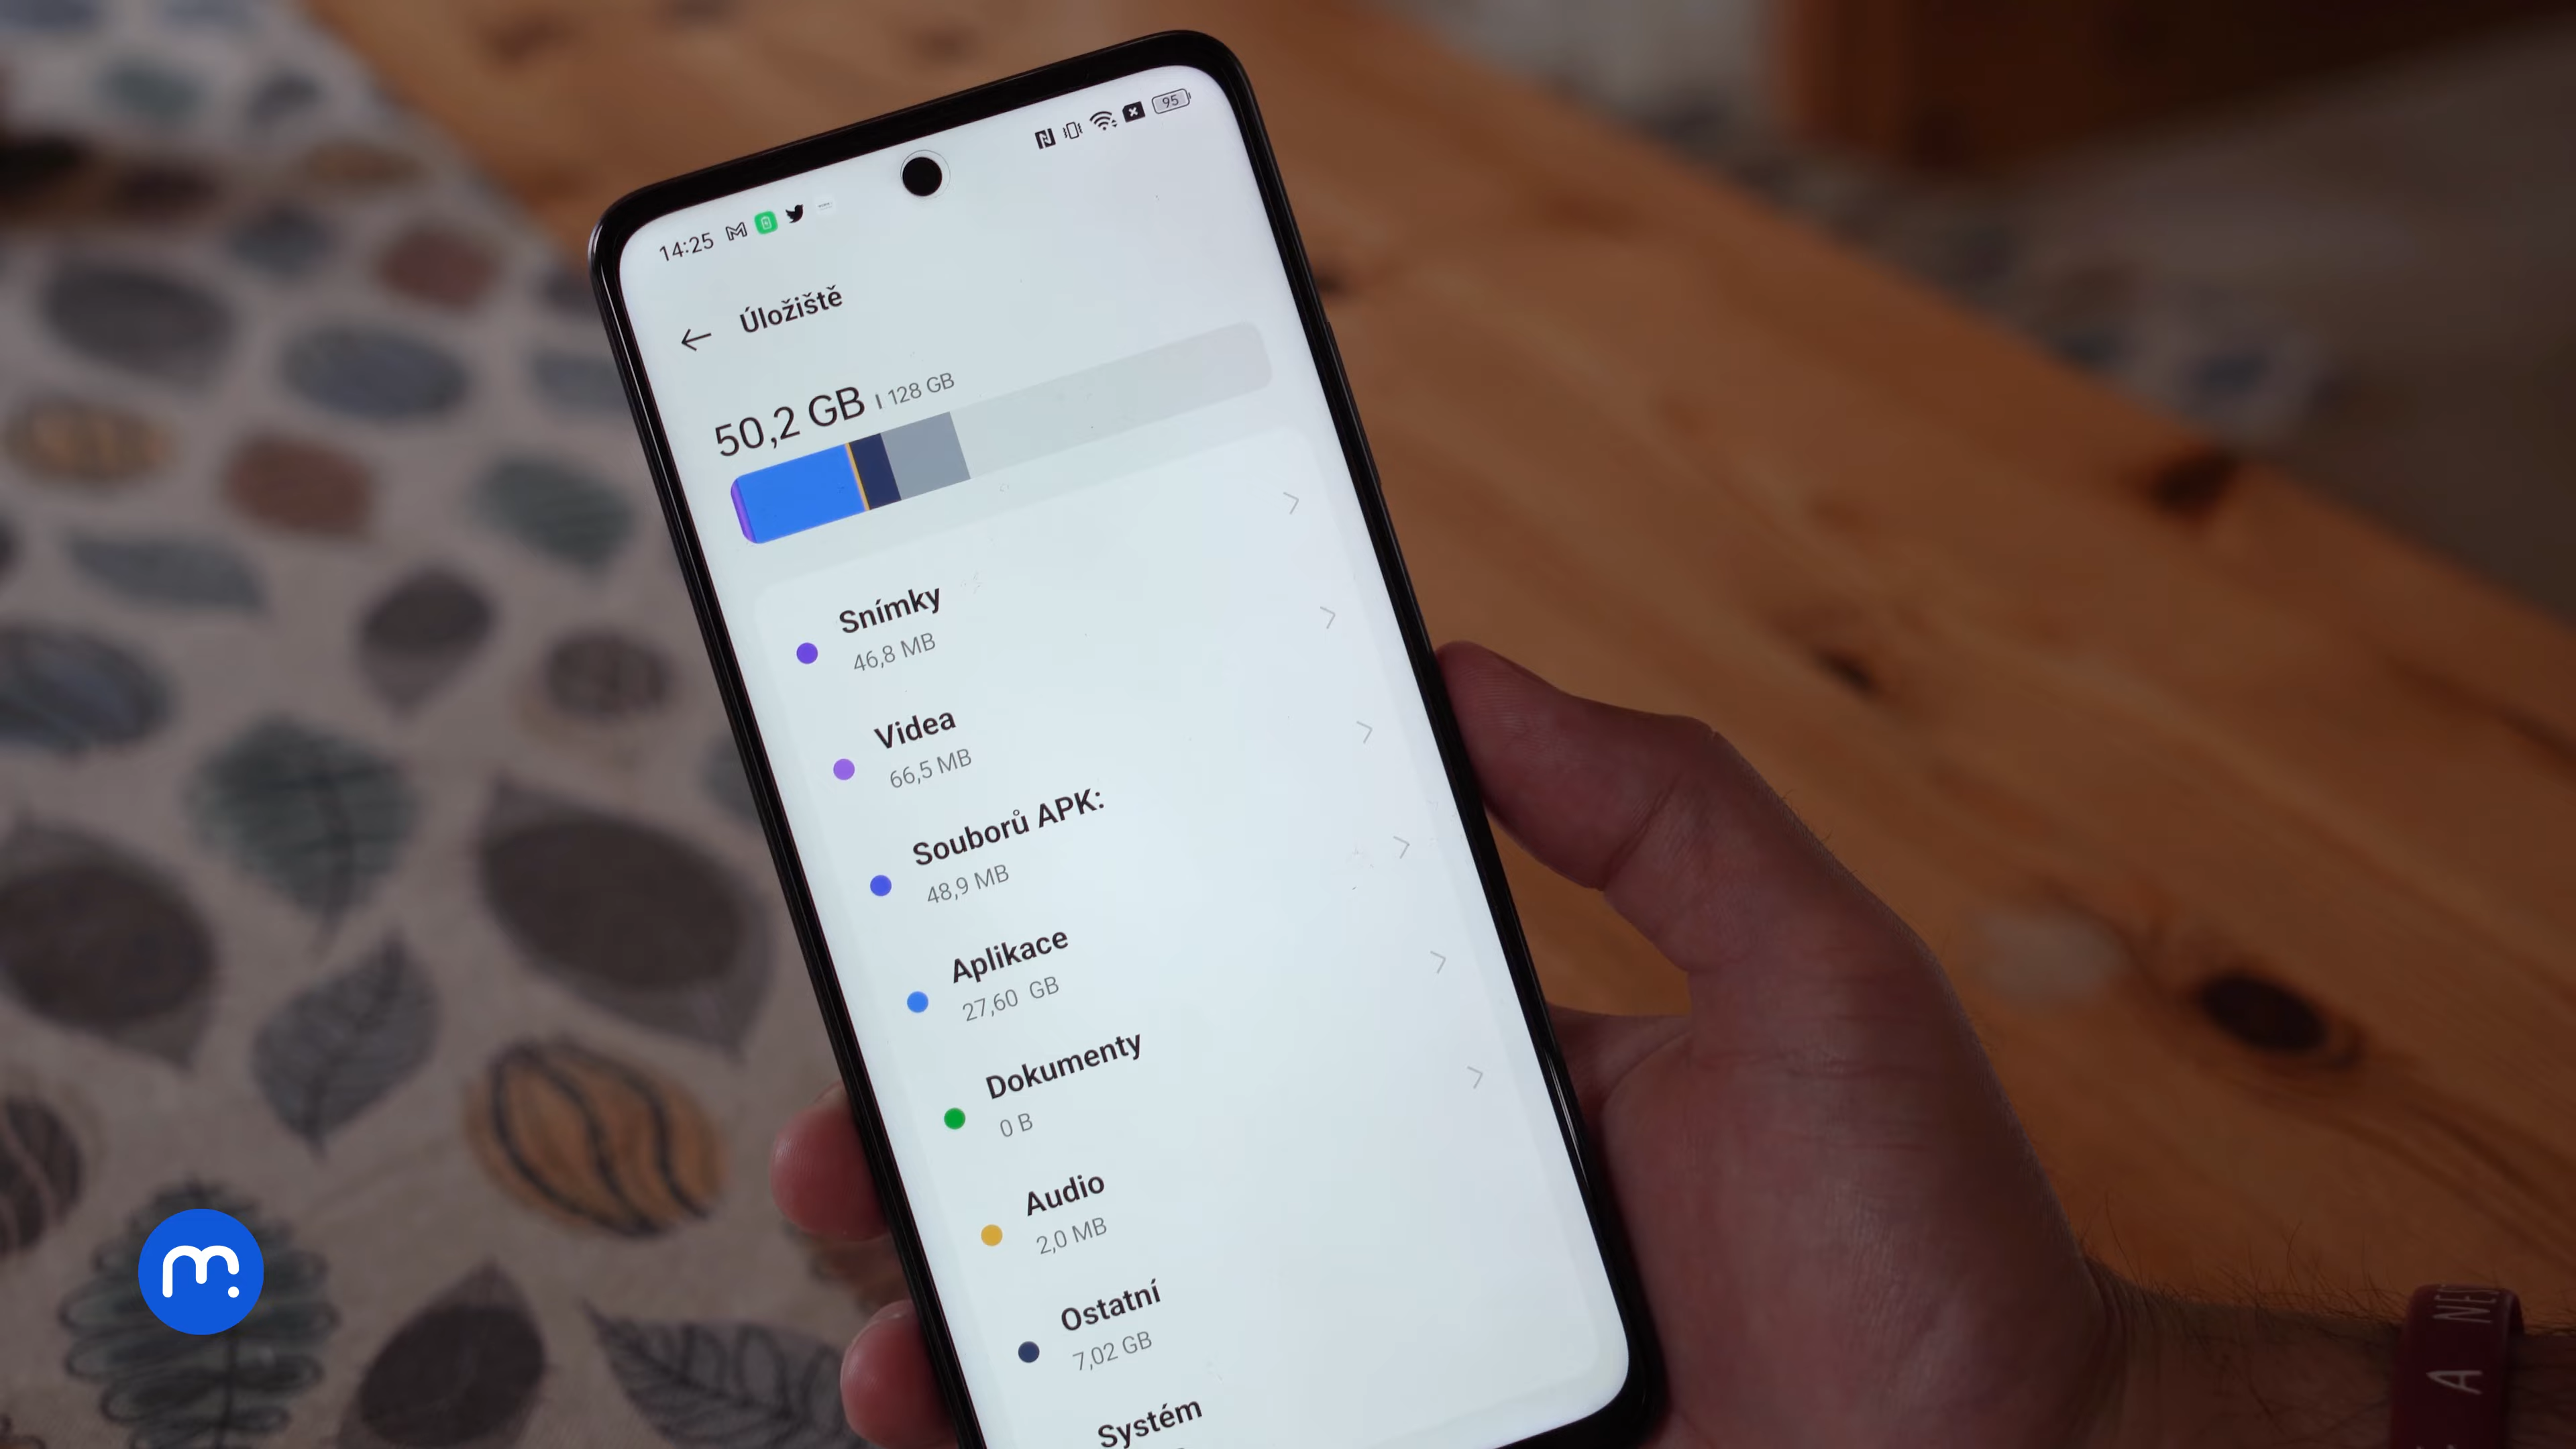 14:25
95
Úložiště
50,2 GB | 128 GB
Snímky
46,8 MB
Videa
66,5 MB
Souborů APK:
48,9 MB
Aplikace
27,60 GB
Dokumenty
0 B
Audio
2,0 MB
Ostatní
7,02 GB
Systém
m.
A